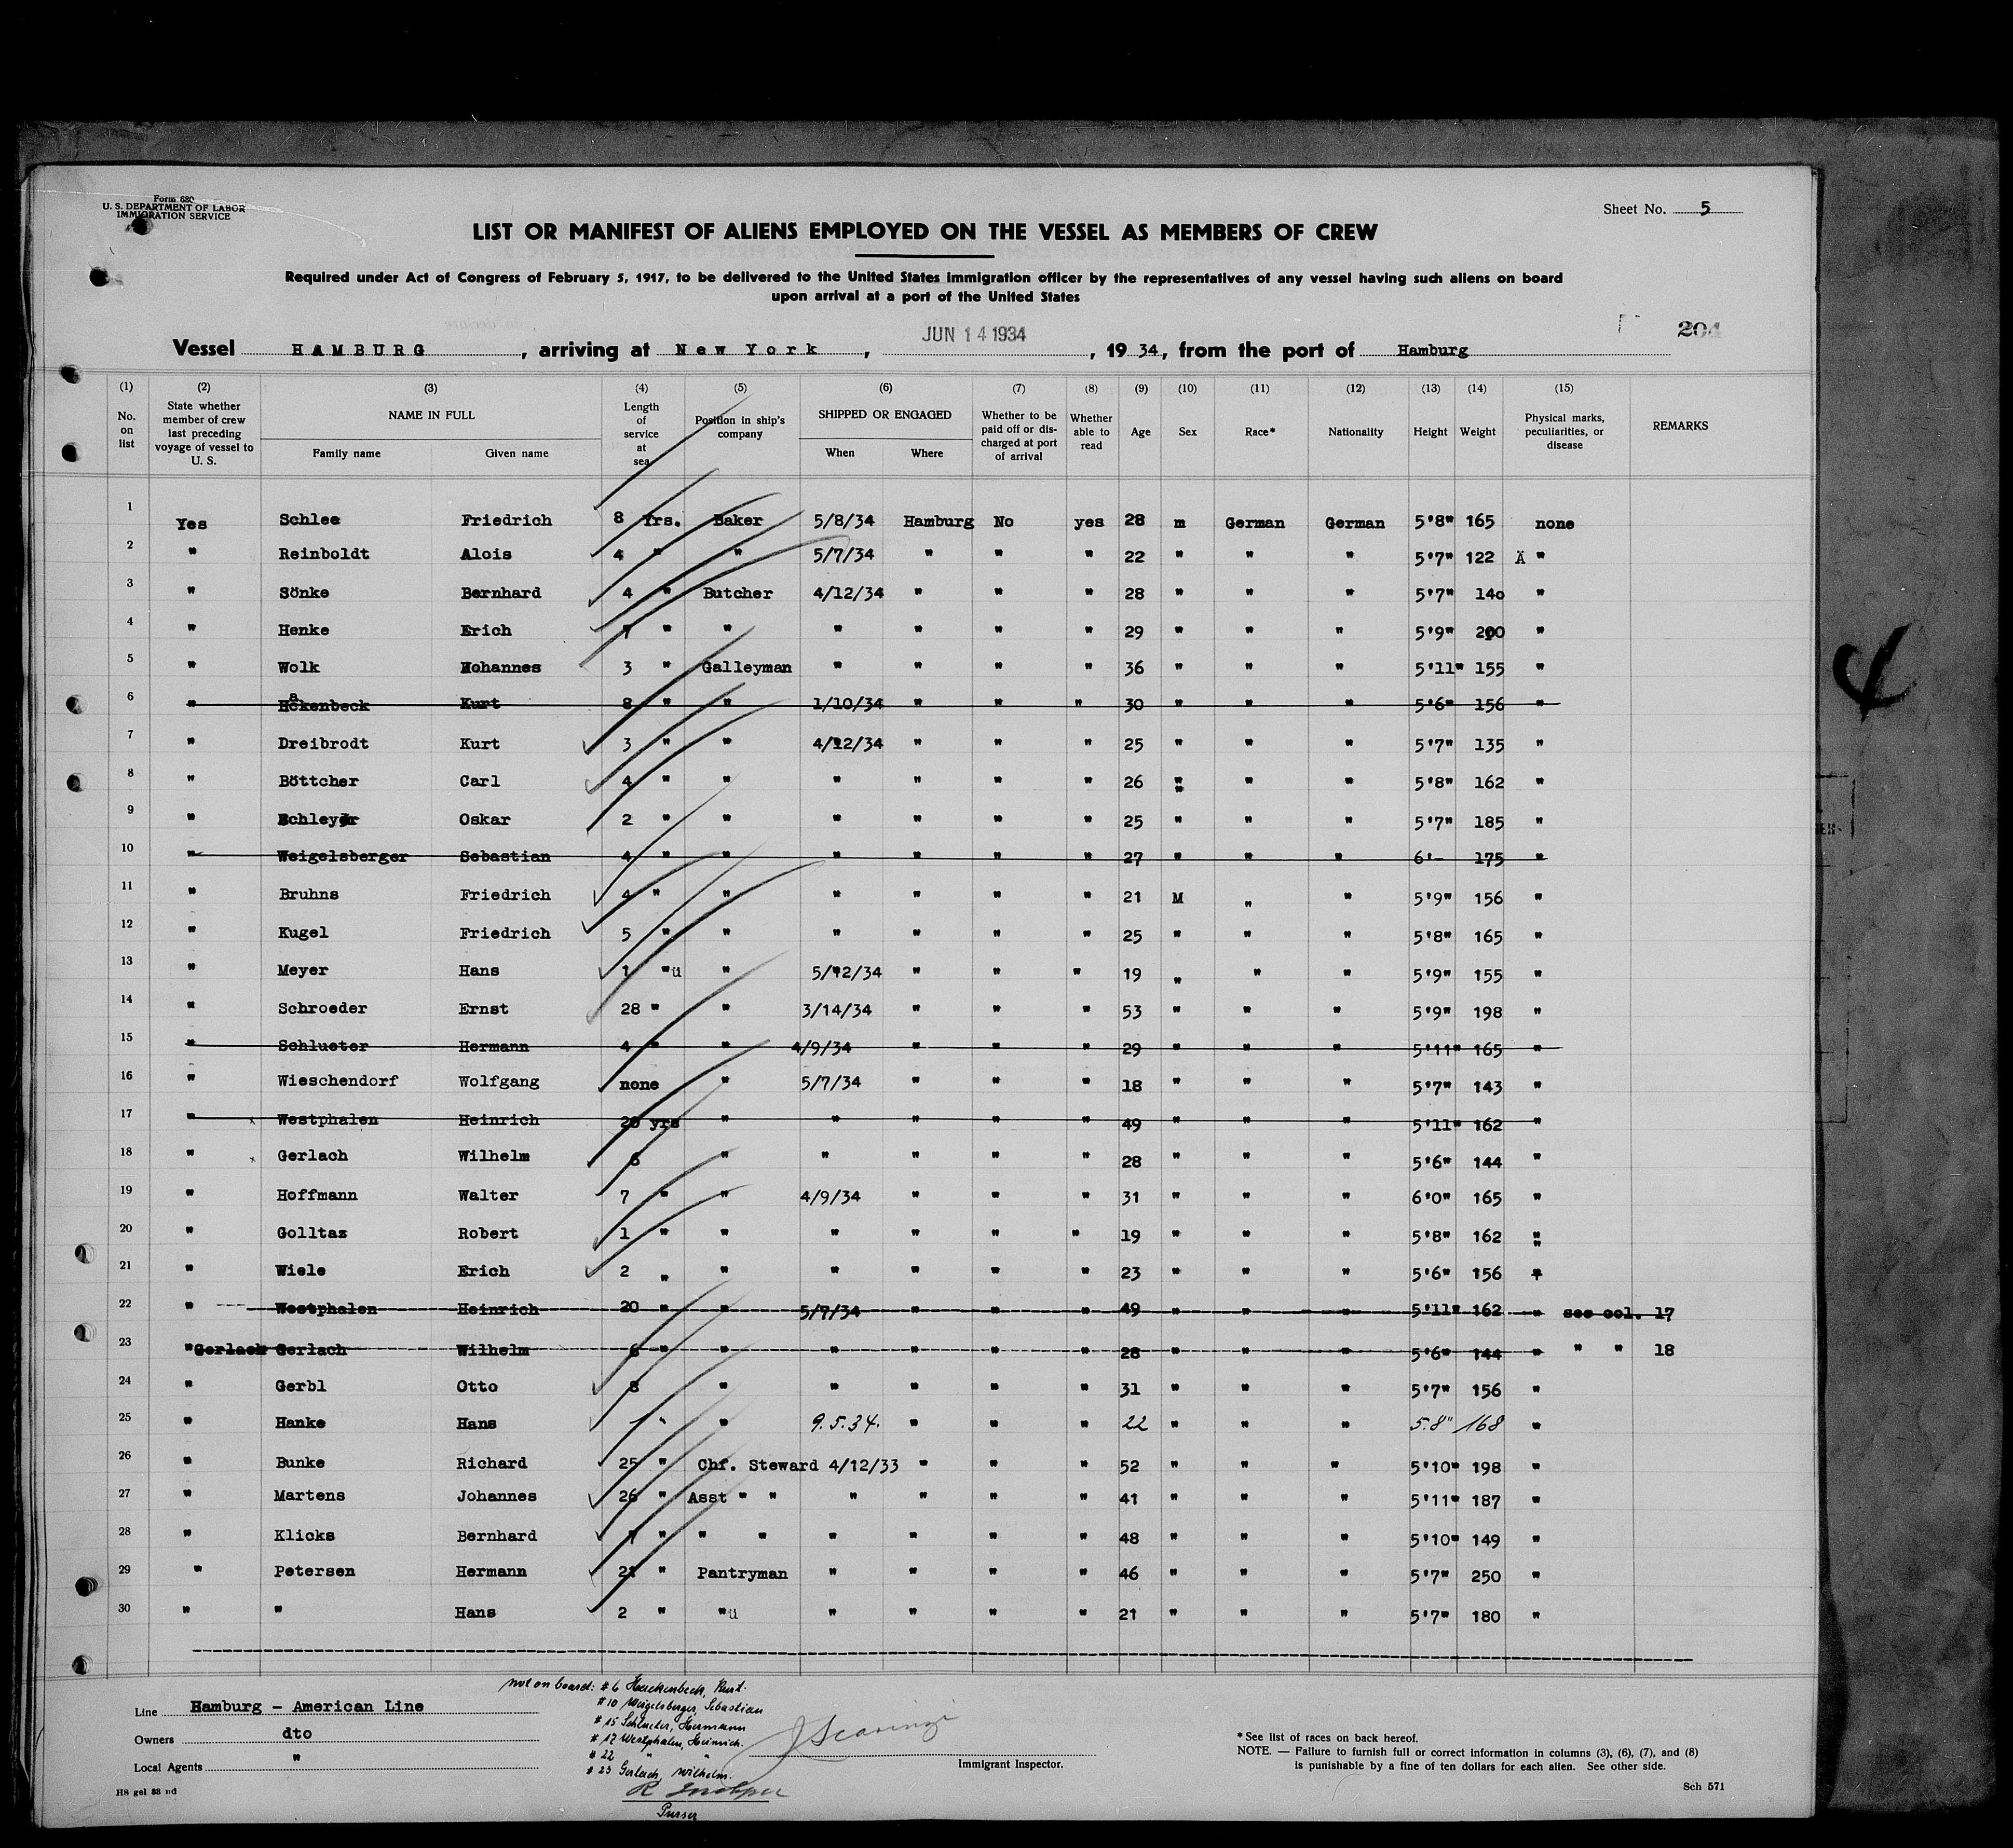 Form 680
U. S. DEPARTMENT OF LABOR
IMMIGRATION SERVICE
Sheet No. 5
LIST OR MANIFEST OF ALIENS EMPLOYED ON THE VESSEL AS MEMBERS OF CREW
Required under Act of Congress of February 5, 1917, to be delivered to the United States immigration officer by the representatives of any vessel having such aliens on board
upon arrival at a port of the United States
204
Vessel HAMBURG, arriving at New York, JUN 14 1934, 1934, from the port of Hamburg
(1) (2) (3) (4) (5) (6) (7) (8) (9) (10) (11) (12) (13) (14) (15)
No. on list
State whether member of crew last preceding voyage of vessel to U. S.
NAME IN FULL
Family name Given name
Length of service at sea
Position in ship's company
SHIPPED OR ENGAGED
When Where
Whether to be paid off or discharged at port of arrival
Whether able to read
Age Sex Race* Nationality Height Weight
Physical marks, peculiarities, or disease
REMARKS
1 Yes Schlee Friedrich 8 Yrs. Baker 5/8/34 Hamburg No yes 28 m German German 5'8" 165 none
2 " Reinboldt Alois 4 " " 5/7/34 " " " 22 " " " 5'7" 122 Ä "
3 " Sönke Bernhard 4 " Butcher 4/12/34 " " " 28 " " " 5'7" 140 "
4 " Henke Erich 7 " " " " " " 29 " " " 5'9" 200 "
5 " Wolk Hohannes 3 " Galleyman " " " " 36 " " " 5'11" 155 "
6 " Hackenbeck Kurt 8 " " 1/10/34 " " " 30 " " " 5'6" 156 "
7 " Dreibrodt Kurt 3 " " 4/22/34 " " " 25 " " " 5'7" 135 "
8 " Böttcher Carl 4 " " " " " " 26 " " " 5'8" 162 "
9 " Schleyer Oskar 2 " " " " " " 25 " " " 5'7" 185 "
10 " Weigelsberger Sebastian 4 " " " " " " 27 " " " 6'- 175 "
11 " Bruhns Friedrich 4 " " " " " " 21 M " " 5'9" 156 "
12 " Kugel Friedrich 5 " " " " " " 25 " " " 5'8" 165 "
13 " Meyer Hans 1 "ü " 5/12/34 " " " 19 " " " 5'9" 155 "
14 " Schroeder Ernst 28 " " 3/14/34 " " " 53 " " " 5'9" 198 "
15 " Schlueter Hermann 4 " " 4/9/34 " " " 29 " " " 5'11" 165 "
16 " Wieschendorf Wolfgang none " 5/7/34 " " " 18 " " " 5'7" 143 "
17 " Westphalen Heinrich 20 yrs " " " " " 49 " " " 5'11" 162 "
18 " Gerlach Wilhelm 6 " " " " " 28 " " " 5'6" 144 "
19 " Hoffmann Walter 7 " " 4/9/34 " " " 31 " " " 6'0" 165 "
20 " Golltas Robert 1 " " " " " " 19 " " " 5'8" 162 "
21 " Wiele Erich 2 " " " " " " 23 " " " 5'6" 156 "
22 " Westphalen Heinrich 20 " " 5/7/34 " " " 49 " " " 5'11" 162 " see col. 17
23 "Gerlach Gerlach Wilhelm 6 " " " " " " 28 " " " 5'6" 144 " " " 18
24 " Gerbl Otto 8 " " " " " 31 " " " 5'7" 156 "
25 " Hanke Hans 1 " " 9.5.34. " " " 22 " " " 5.8" 168 "
26 " Bunke Richard 25 " Chf. Steward 4/12/33 " " " 52 " " " 5'10" 198 "
27 " Martens Johannes 26 " Asst " " " " " " 41 " " " 5'11" 187 "
28 " Klicks Bernhard 7 " " " " " " " 48 " " " 5'10" 149 "
29 " Petersen Hermann 21 " Pantryman " " " " 46 " " " 5'7" 250 "
30 " " Hans 2 " "ü " " " " 21 " " " 5'7" 180 "
not on board: #6 Hackenbeck, Kurt.
#10 Weigelsberger, Sebastian
#15 Schlueter, Hermann
#17 Westphalen, Heinrich.
#22 " "
#23 Gerlach, Wilhelm.
Purser
Line Hamburg - American Line
Owners dto
Local Agents "
Immigrant Inspector.
*See list of races on back hereof.
NOTE. — Failure to furnish full or correct information in columns (3), (6), (7), and (8)
is punishable by a fine of ten dollars for each alien. See other side.
H8 gel 33 nd
Sch 571